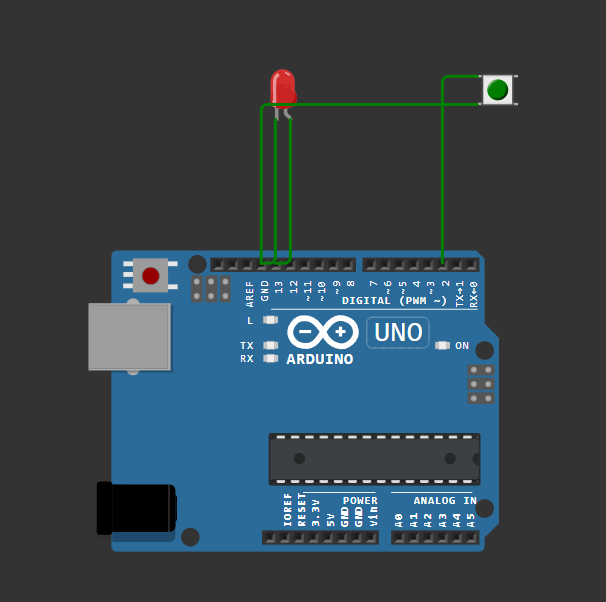 AREF
GND
13
12
~11
~10
~9
8
7
~6
~5
4
~3
2
TX→1
RX←0
DIGITAL (PWM ~)
L
TX
RX
UNO
ON
ARDUINO
POWER
ANALOG IN
IOREF
RESET
3.3V
5V
GND
GND
Vin
A0
A1
A2
A3
A4
A5